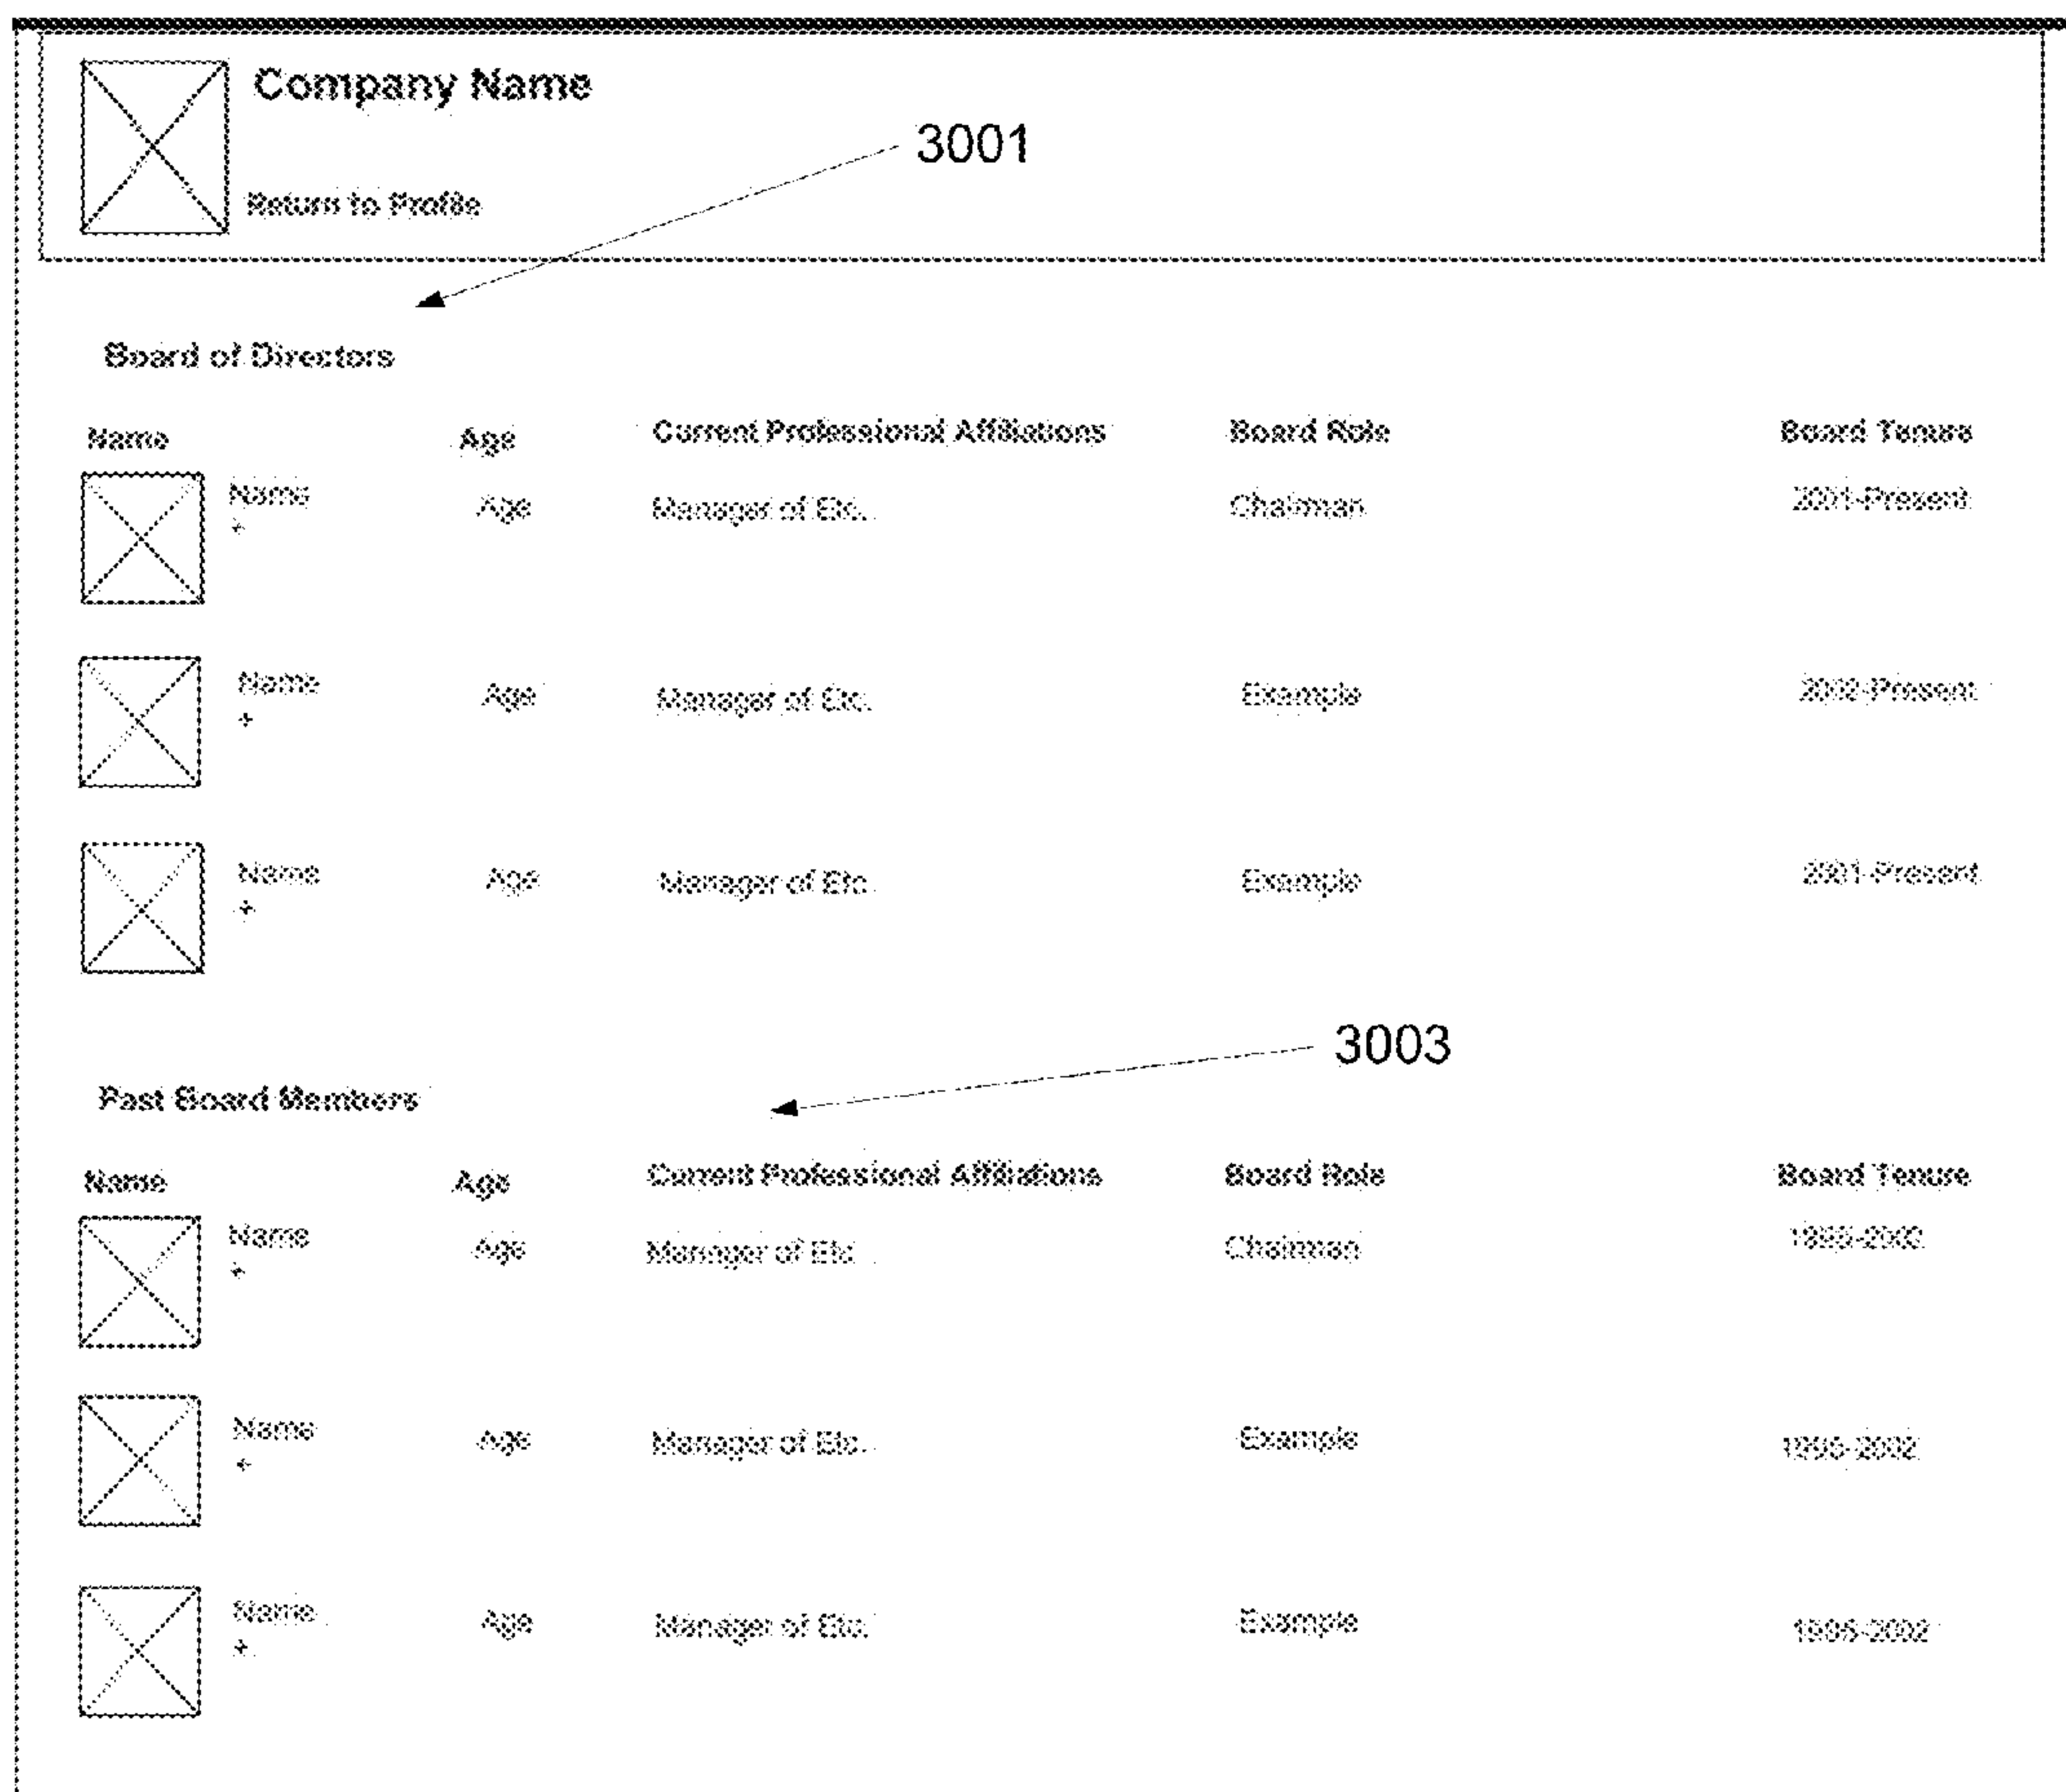 Company Name
3001
Return to Profile
Board of Directors
Name Age Current Professional Affiliations Board Role Board Tenure
Name Age Manager of Etc. Chairman 2001-Present
+
Name Age Manager of Etc. Example 2002-Present
+
Name Age Manager of Etc. Example 2001-Present
+
3003
Past Board Members
Name Age Current Professional Affiliations Board Role Board Tenure
Name Age Manager of Etc. Chairman
+
Name Age Manager of Etc. Example 1996-2002
+
Name Age Manager of Etc. Example
+